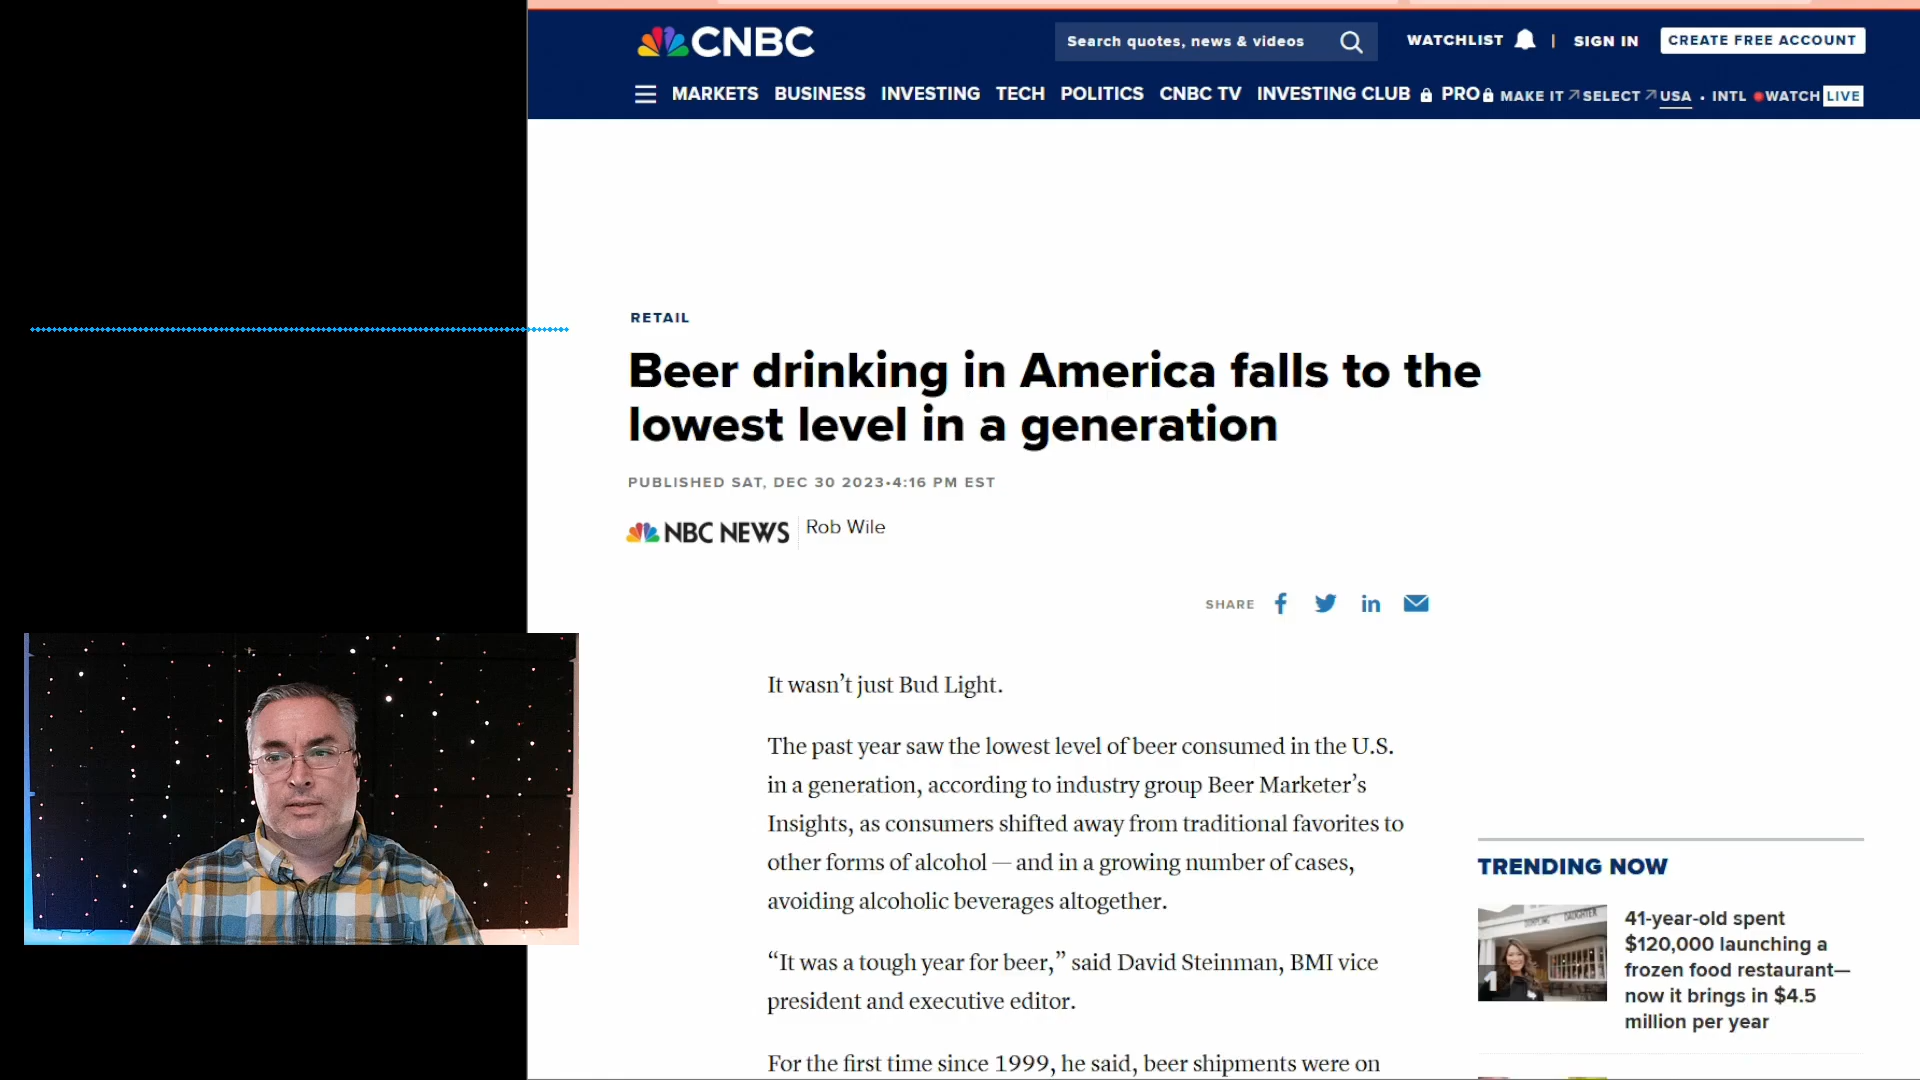 CNBC
Search quotes, news & videos
WATCHLIST | SIGN IN
CREATE FREE ACCOUNT
MARKETS BUSINESS INVESTING TECH POLITICS CNBC TV INVESTING CLUB PRO MAKE IT SELECT USA • INTL WATCH LIVE
RETAIL
Beer drinking in America falls to the
lowest level in a generation
PUBLISHED SAT, DEC 30 2023•4:16 PM EST
NBC NEWS
Rob Wile
SHARE
It wasn’t just Bud Light.
The past year saw the lowest level of beer consumed in the U.S.
in a generation, according to industry group Beer Marketer’s
Insights, as consumers shifted away from traditional favorites to
other forms of alcohol — and in a growing number of cases,
avoiding alcoholic beverages altogether.
“It was a tough year for beer,” said David Steinman, BMI vice
president and executive editor.
For the first time since 1999, he said, beer shipments were on
TRENDING NOW
1
41-year-old spent
$120,000 launching a
frozen food restaurant—
now it brings in $4.5
million per year